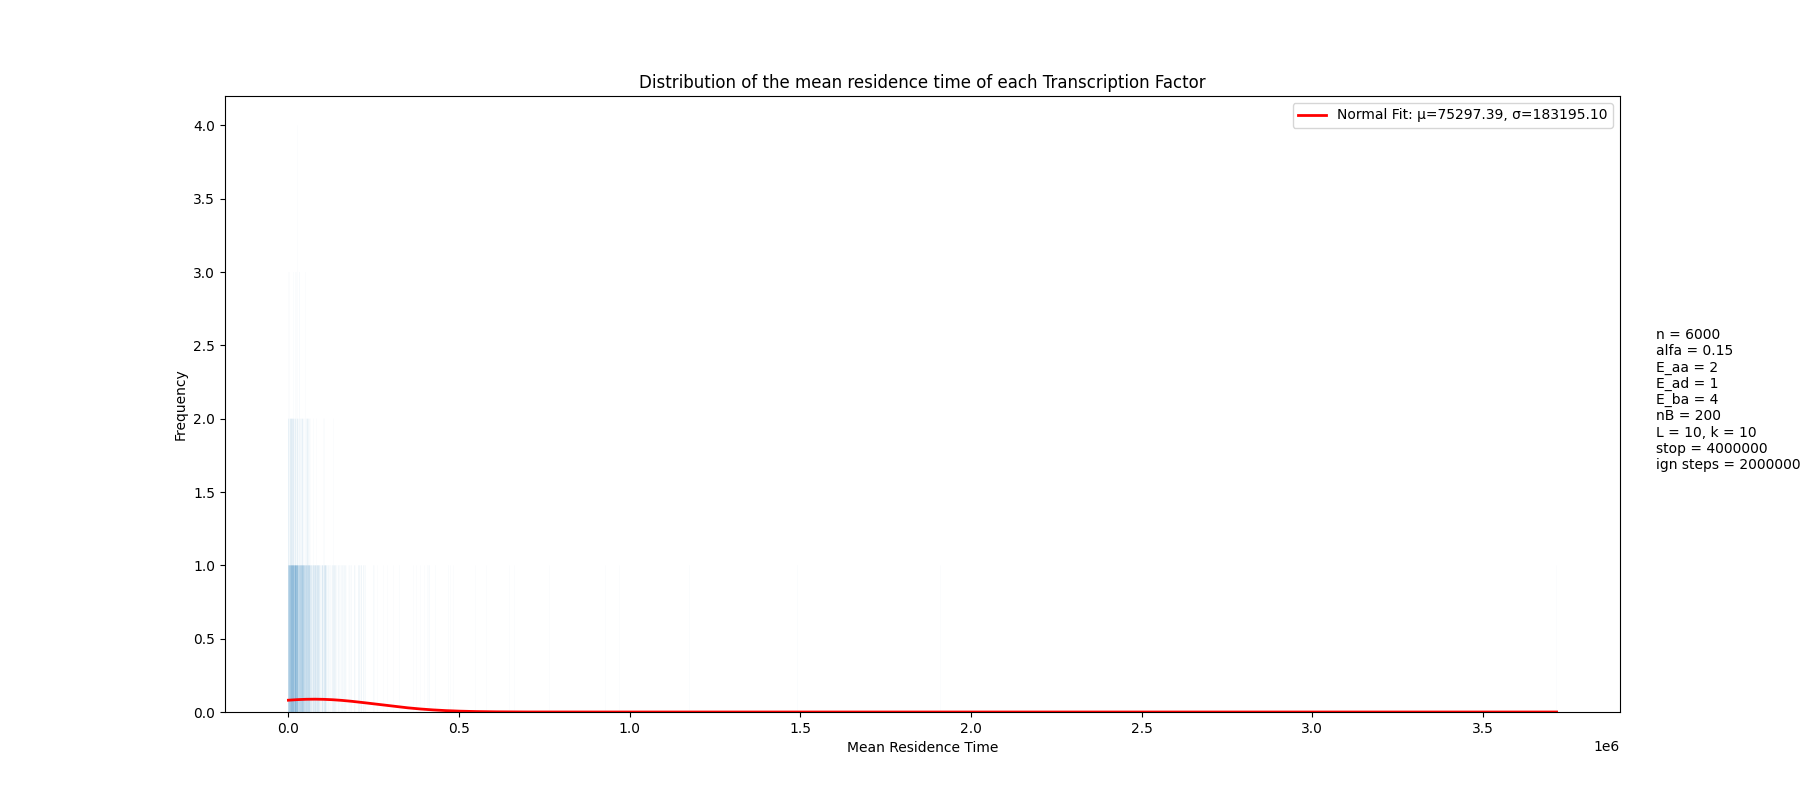 Distribution of the mean residence time of each Transcription Factor
Normal Fit: μ=75297.39, σ=183195.10
Frequency
4.0
3.5
3.0
2.5
2.0
1.5
1.0
0.5
0.0
0.0 0.5 1.0 1.5 2.0 2.5 3.0 3.5
1e6
Mean Residence Time
n = 6000
alfa = 0.15
E_aa = 2
E_ad = 1
E_ba = 4
nB = 200
L = 10, k = 10
stop = 4000000
ign steps = 2000000